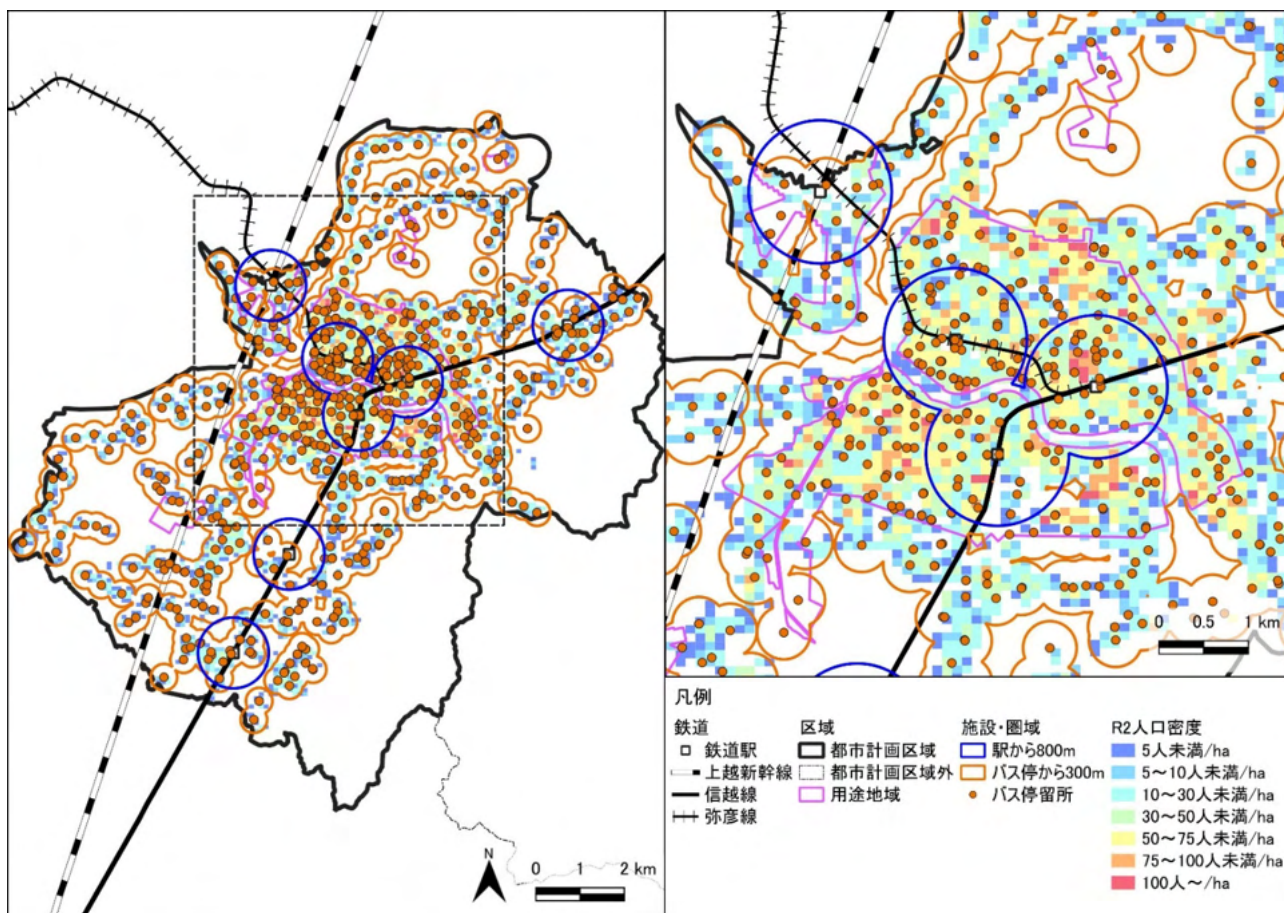 N
0 1 2 km
0 0.5 1 km
凡例
鉄道
鉄道駅
上越新幹線
信越線
弥彦線
区域
都市計画区域
都市計画区域外
用途地域
施設・圏域
駅から800m
バス停から300m
バス停留所
R2人口密度
5人未満/ha
5～10人未満/ha
10～30人未満/ha
30～50人未満/ha
50～75人未満/ha
75～100人未満/ha
100人～/ha